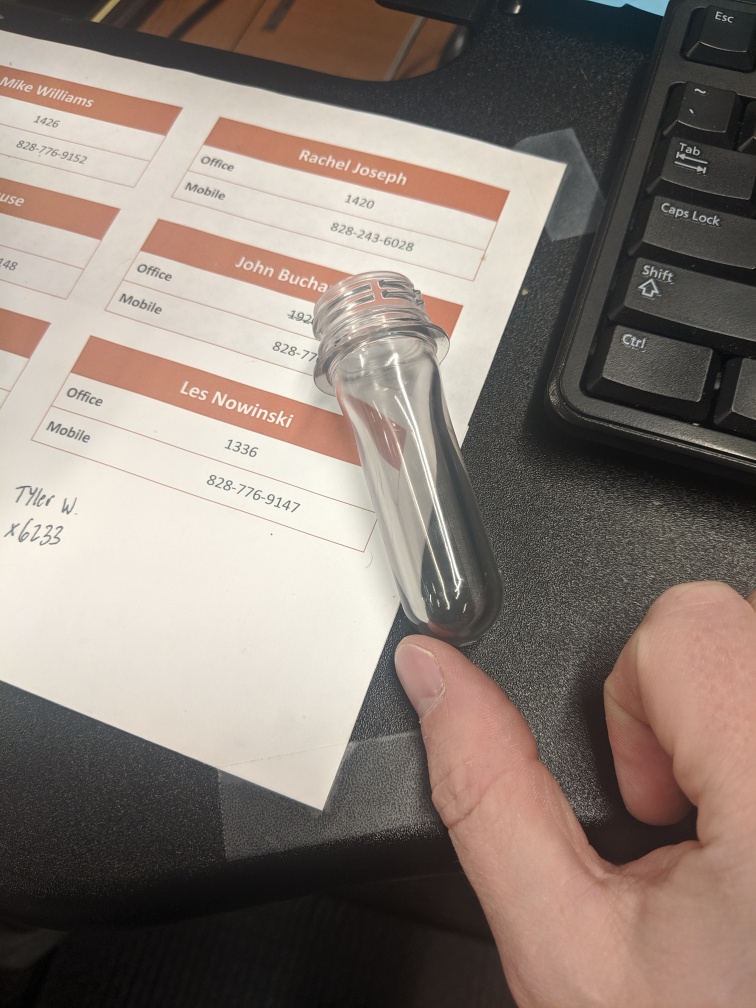 Mike Williams
1426
828-776-9152
Rachel Joseph
Office
1420
Mobile
828-243-6028
John Bucha
Office
192
Mobile
828-77
Les Nowinski
Office
1336
Mobile
828-776-9147
Tyler W.
x6233
Esc
~
`
Tab
Caps Lock
Shift
Ctrl